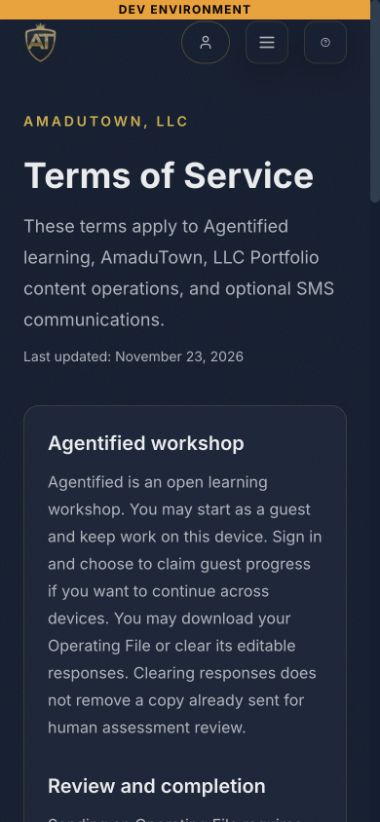 DEV ENVIRONMENT
AT
AMADUTOWN, LLC
Terms of Service
These terms apply to Agentified
learning, AmaduTown, LLC Portfolio
content operations, and optional SMS
communications.
Last updated: November 23, 2026
Agentified workshop
Agentified is an open learning
workshop. You may start as a guest
and keep work on this device. Sign in
and choose to claim guest progress
if you want to continue across
devices. You may download your
Operating File or clear its editable
responses. Clearing responses does
not remove a copy already sent for
human assessment review.
Review and completion